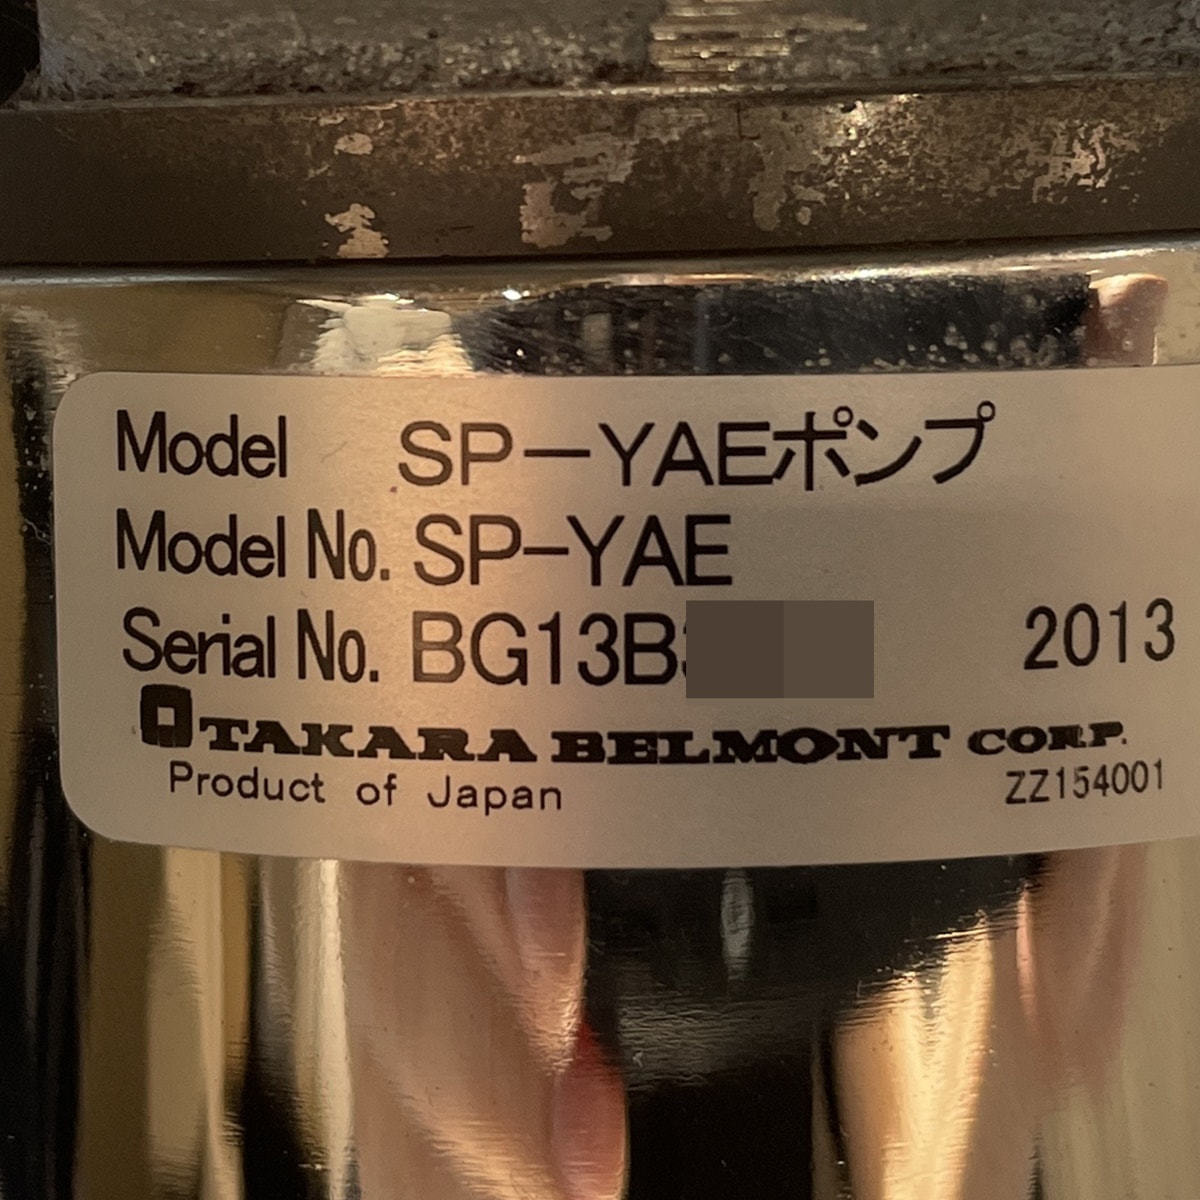 Model SP-YAEポンプ
Model No. SP-YAE
Serial No. BG13B 2013
TAKARA BELMONT CORP.
Product of Japan ZZ154001